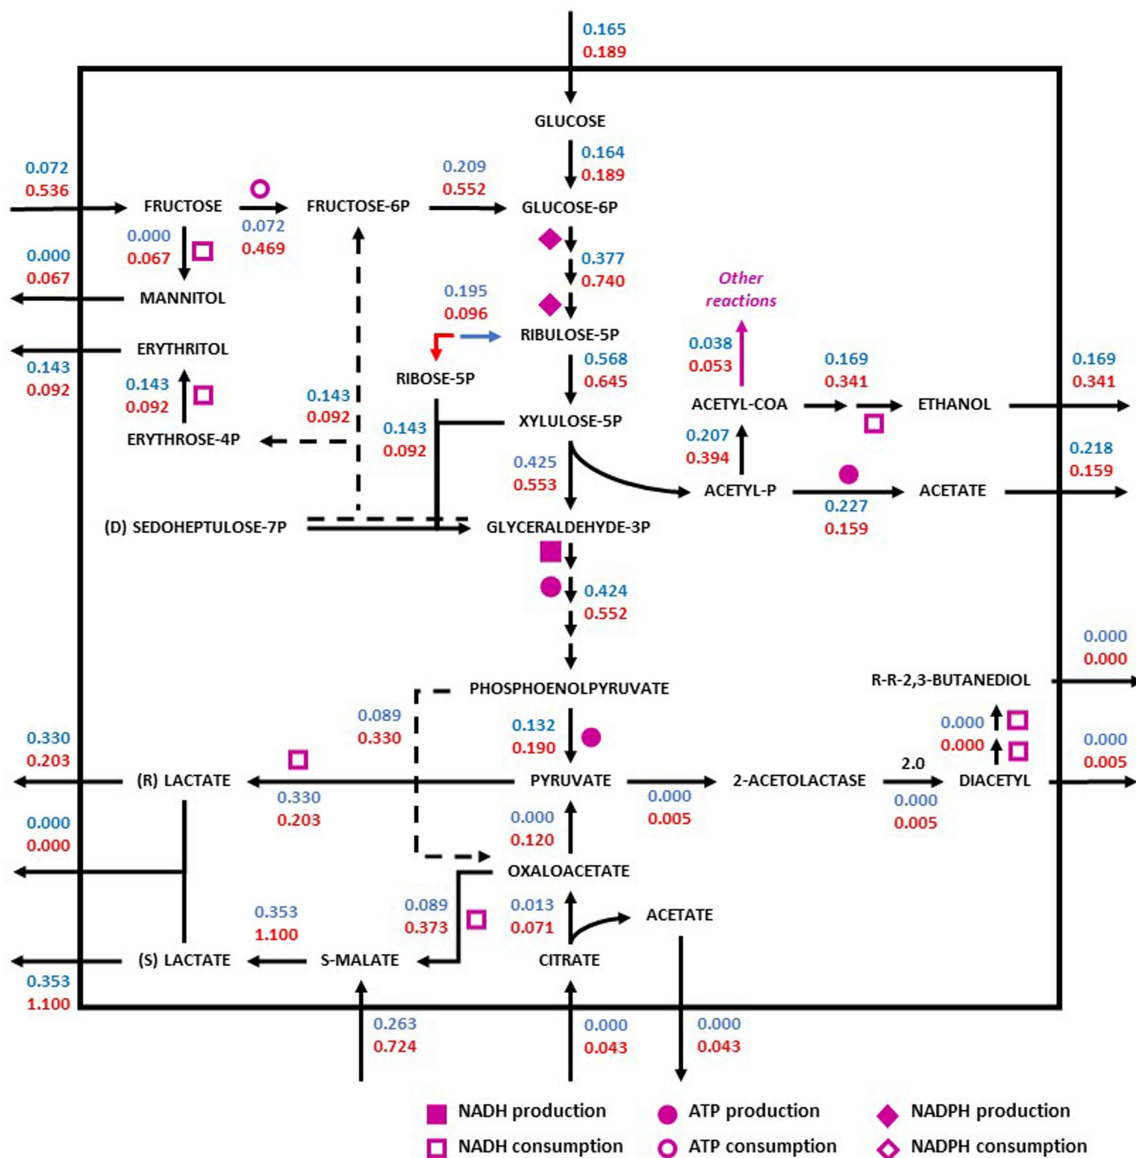 0.165
0.189
GLUCOSE
0.164
0.189
0.072
0.536
FRUCTOSE
0.072
0.469
FRUCTOSE-6P
0.209
0.552
GLUCOSE-6P
0.000
0.067
0.000
0.067
MANNITOL
0.377
0.740
Other
reactions
0.195
0.096
RIBULOSE-5P
ERYTHRITOL
0.143
0.092
0.143
0.092
ERYTHROSE-4P
0.143
0.092
RIBOSE-5P
0.143
0.092
0.568
0.645
XYLULOSE-5P
0.038
0.053
0.169
0.341
ACETYL-COA
ETHANOL
0.169
0.341
0.425
0.553
0.207
0.394
ACETYL-P
0.227
0.159
ACETATE
0.218
0.159
(D) SEDOHEPTULOSE-7P
GLYCERALDEHYDE-3P
0.424
0.552
PHOSPHOENOLPYRUVATE
R-R-2,3-BUTANEDIOL
0.000
0.000
0.089
0.330
0.132
0.190
0.000
0.000
0.330
0.203
(R) LACTATE
0.330
0.203
PYRUVATE
0.000
0.005
2-ACETOLACTASE
2.0
0.000
0.005
DIACETYL
0.000
0.005
0.000
0.000
0.000
0.120
OXALOACETATE
0.353
1.100
0.089
0.373
0.013
0.071
ACETATE
(S) LACTATE
S-MALATE
CITRATE
0.353
1.100
0.263
0.724
0.000
0.043
0.000
0.043
NADH production
ATP production
NADPH production
NADH consumption
ATP consumption
NADPH consumption